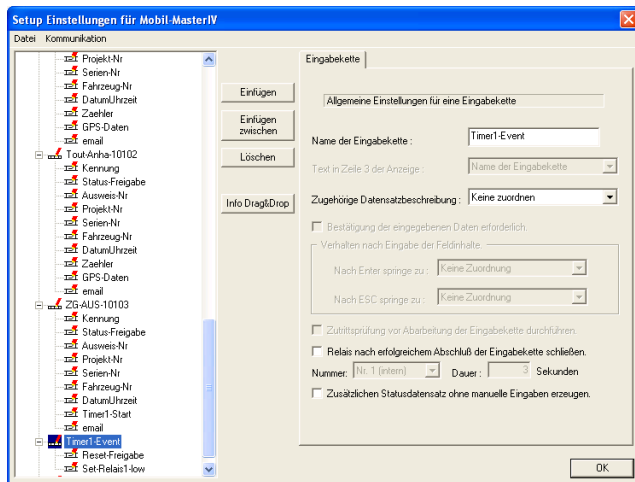 Setup Einstellungen für Mobil-MasterIV
Datei Kommunikation
Projekt-Nr
Serien-Nr
Fahrzeug-Nr
DatumUhrzeit
Zaehler
GPS-Daten
email
Tout-Anha-10102
Kennung
Status-Freigabe
Ausweis-Nr
Projekt-Nr
Serien-Nr
Fahrzeug-Nr
DatumUhrzeit
Zaehler
GPS-Daten
email
ZG-AUS-10103
Kennung
Status-Freigabe
Ausweis-Nr
Projekt-Nr
Serien-Nr
Fahrzeug-Nr
DatumUhrzeit
Timer1-Start
email
Timer1-Event
Reset-Freigabe
Set-Relais1-low
Einfügen
Einfügen
zwischen
Löschen
Info Drag&Drop
Eingabekette
Allgemeine Einstellungen für eine Eingabekette
Name der Eingabekette : Timer1-Event
Text in Zeile 3 der Anzeige : Name der Eingabekette
Zugehörige Datensatzbeschreibung : Keine zuordnen
Bestätigung der eingegebenen Daten erforderlich.
Verhalten nach Eingabe der Feldinhalte.
Nach Enter springe zu : Keine Zuordnung
Nach ESC springe zu : Keine Zuordnung
Zutrittsprüfung vor Abarbeitung der Eingabekette durchführen.
Relais nach erfolgreichem Abschluß der Eingabekette schließen.
Nummer: Nr. 1 (intern) Dauer : 3 Sekunden
Zusätzlichen Statusdatensatz ohne manuelle Eingaben erzeugen.
OK